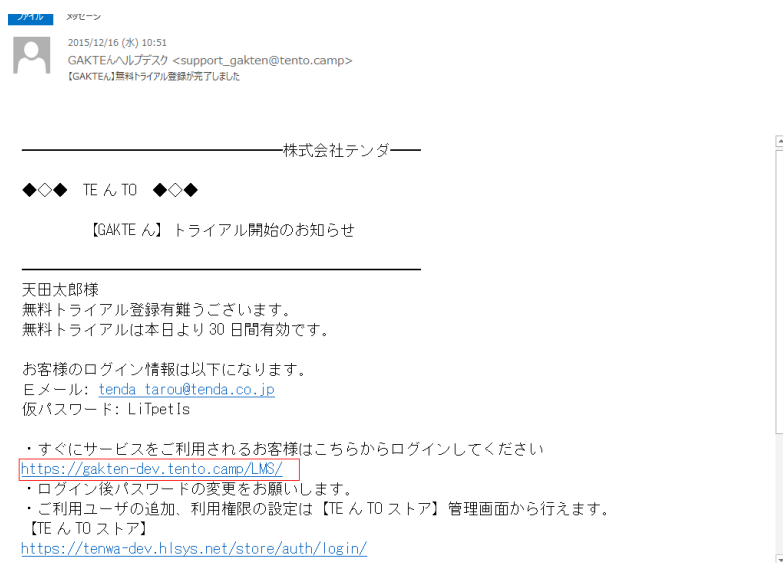 ファイル メッセージ
2015/12/16 (水) 10:51
GAKTEんヘルプデスク <support_gakten@tento.camp>
【GAKTEん】無料トライアル登録が完了しました
株式会社テンダ
◆◇◆ TEんTO ◆◇◆
【GAKTEん】トライアル開始のお知らせ
天田太郎様
無料トライアル登録有難うございます。
無料トライアルは本日より30日間有効です。
お客様のログイン情報は以下になります。
Eメール: tenda_tarou@tenda.co.jp
仮パスワード: LiTpetIs
・すぐにサービスをご利用されるお客様はこちらからログインしてください
https://gakten-dev.tento.camp/LMS/
・ログイン後パスワードの変更をお願いします。
・ご利用ユーザの追加、利用権限の設定は【TEんTOストア】管理画面から行えます。
【TEんTOストア】
https://tenwa-dev.hlsys.net/store/auth/login/